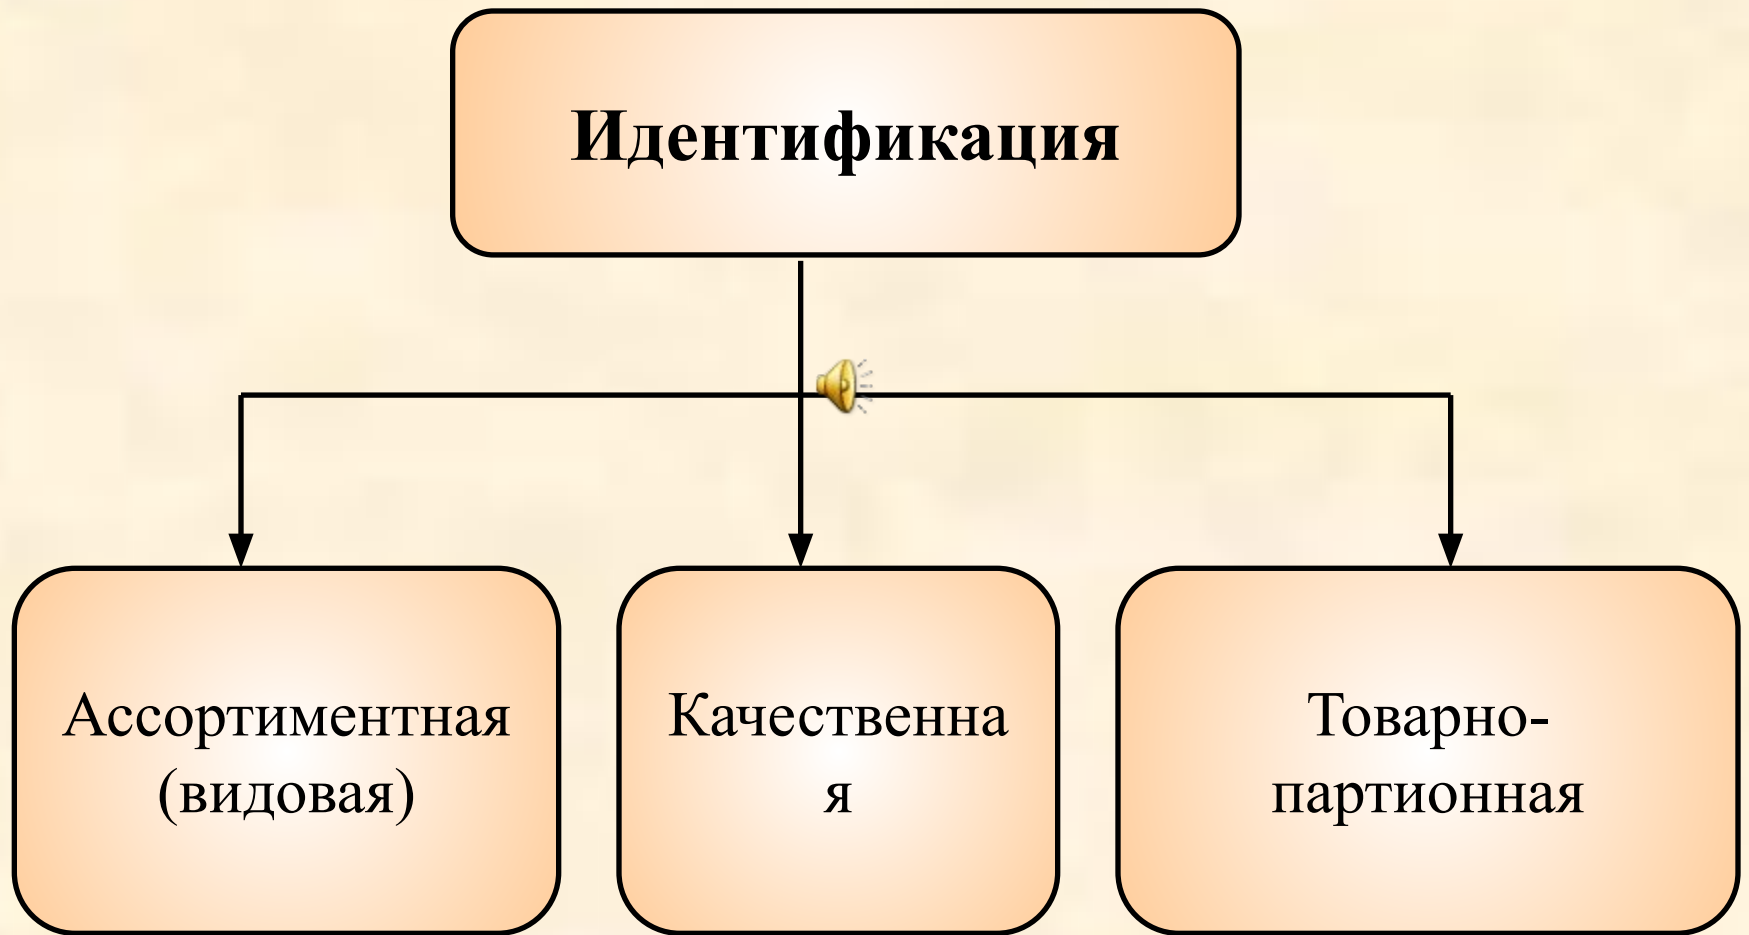 Идентификация
Ассортиментная
(видовая)
Качественна
я
Товарно-
партионная